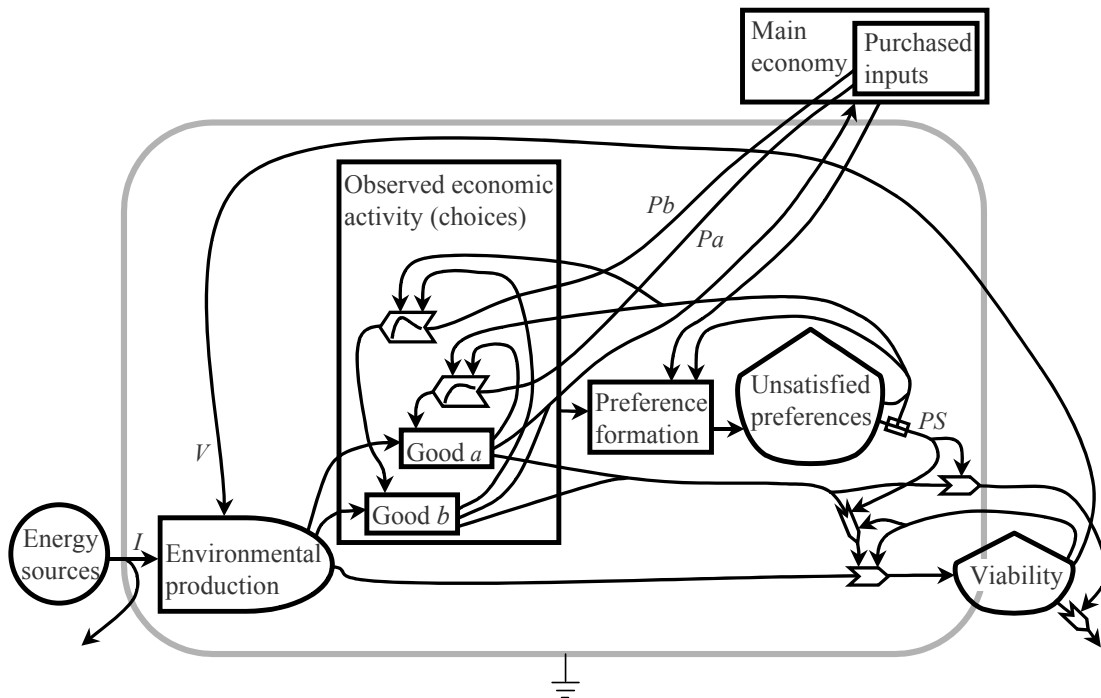 Main
economy
Purchased
inputs
Observed economic
activity (choices)
Pb
Pa
Unsatisfied
preferences
Preference
formation
PS
Good a
Good b
V
I
Energy
sources
Environmental
production
Viability